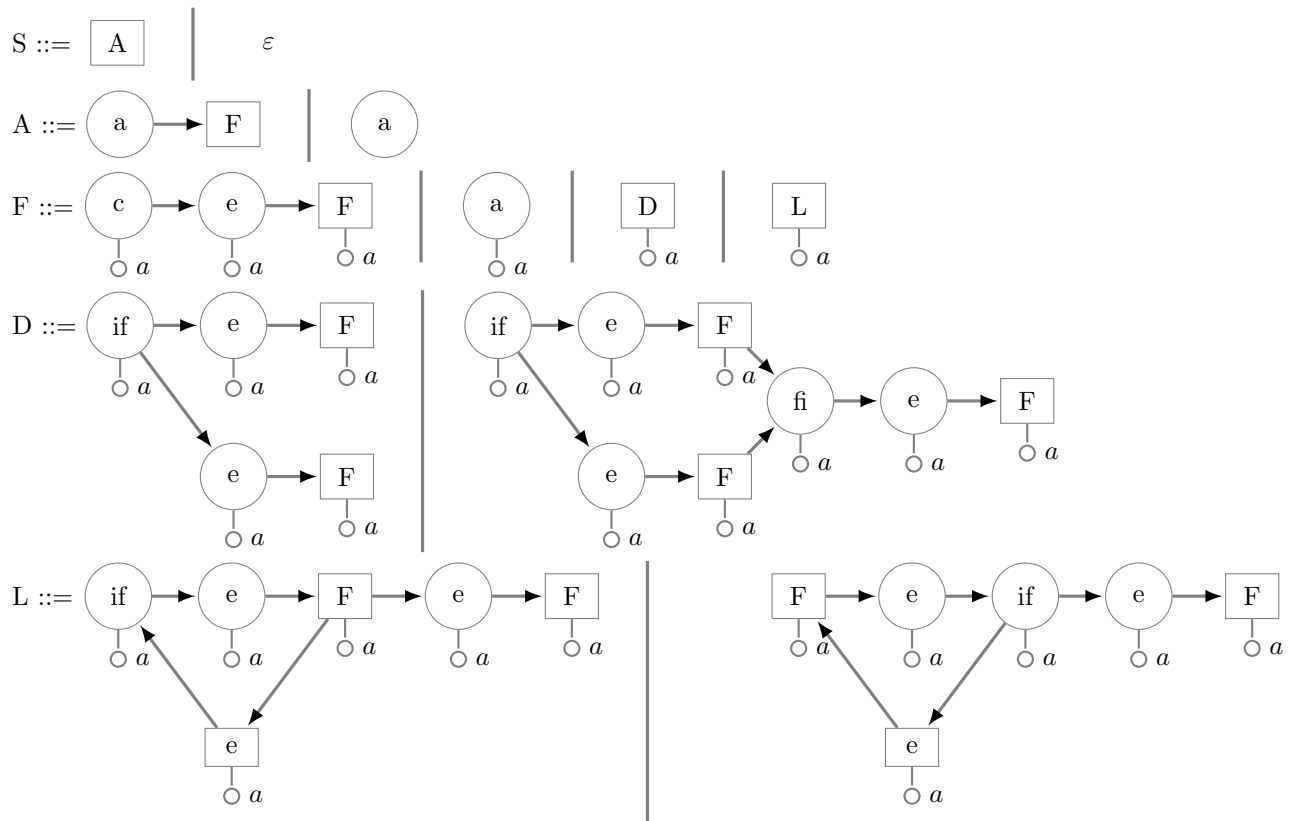 S ::= A ε
A ::= a F a
F ::= c e F a D L
a a a a a a
D ::= if e F if e F
a a a a a a
fi e F
a a a
e F e F
a a a a
L ::= if e F e F F e if e F
a a a a a a a a a a
e e
a a